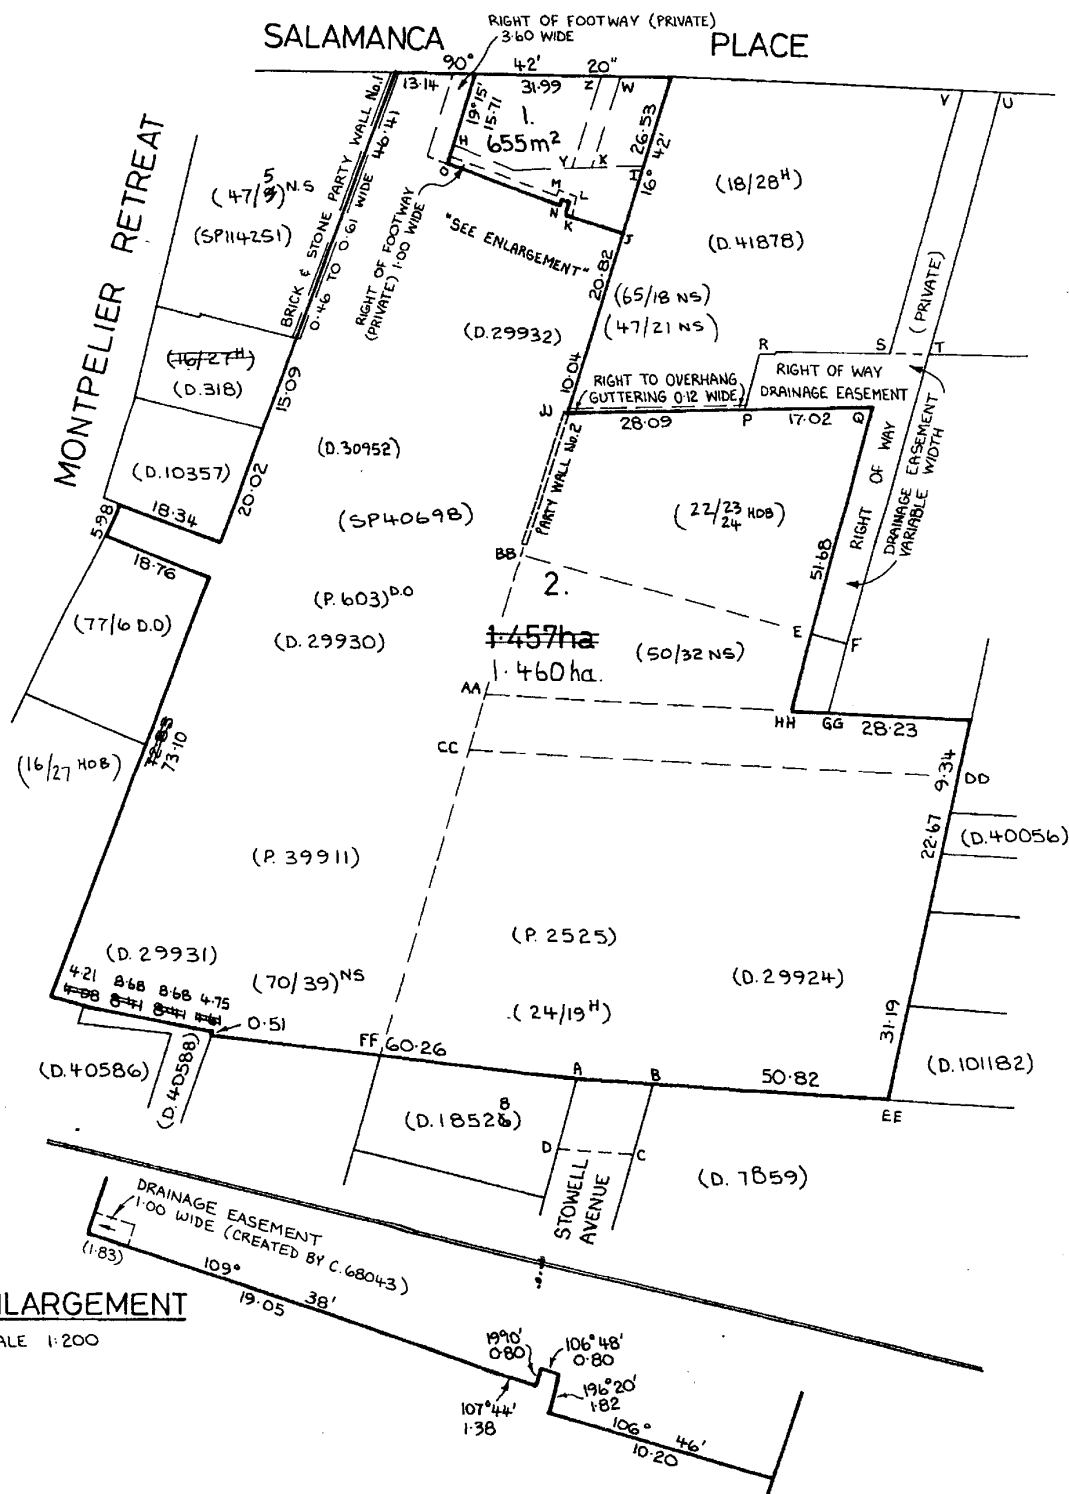 SALAMANCA
PLACE
RIGHT OF FOOTWAY (PRIVATE)
3·60 WIDE
90° 42' 20"
13·14
31·99
Z W
V U
MONTPELIER RETREAT
BRICK & STONE PARTY WALL No.1
0·46 TO 0·61 WIDE 46·41
19°15'
15·71
1.
655m²
26·53
16° 42'
H
Y X
I
O
M
L
N
K
J
(47/5)N.S
(SP114251)
(18/28H)
(D.41878)
RIGHT OF FOOTWAY
(PRIVATE) 1·00 WIDE
"SEE ENLARGEMENT"
20·82
(65/18 NS)
(47/21 NS)
(PRIVATE)
(D.29932)
(16/27H)
(D.318)
15·09
10·04
R
S
T
RIGHT TO OVERHANG
GUTTERING 0·12 WIDE
RIGHT OF WAY
DRAINAGE EASEMENT
JJ
28·09
P
17·02
Q
(D.10357)
20·02
(D.30952)
PARTY WALL No.2
(22/23 HOB)
24
RIGHT OF WAY
DRAINAGE EASEMENT
VARIABLE WIDTH
5·98
18·34
(SP40698)
BB
18·76
51·68
2.
(77/6 D.O)
(P.603)D.O
1·457ha
(D.29930)
1·460ha.
(50/32 NS)
E
F
AA
HH
GG
28·23
CC
72·85
73·10
(16/27 HOB)
9·34
DD
22·67
(D.40056)
(P.39911)
(P.2525)
(D.29931)
(70/39)NS
(D.29924)
(24/19H)
4·21 8·68 8·68 4·75
8·41 8·41
0·51
31·19
FF
60·26
A
B
50·82
EE
(D.101182)
(D.40586)
(D.40588)
(D.18528)
D
C
STOWELL
AVENUE
(D.7859)
DRAINAGE EASEMENT
1·00 WIDE (CREATED BY C.68043)
(1·83)
109° 38'
19·05
NLARGEMENT
ALE 1:200
0·80
106°48'
0·80
196°20'
1·82
107°44'
1·38
106° 46'
10·20